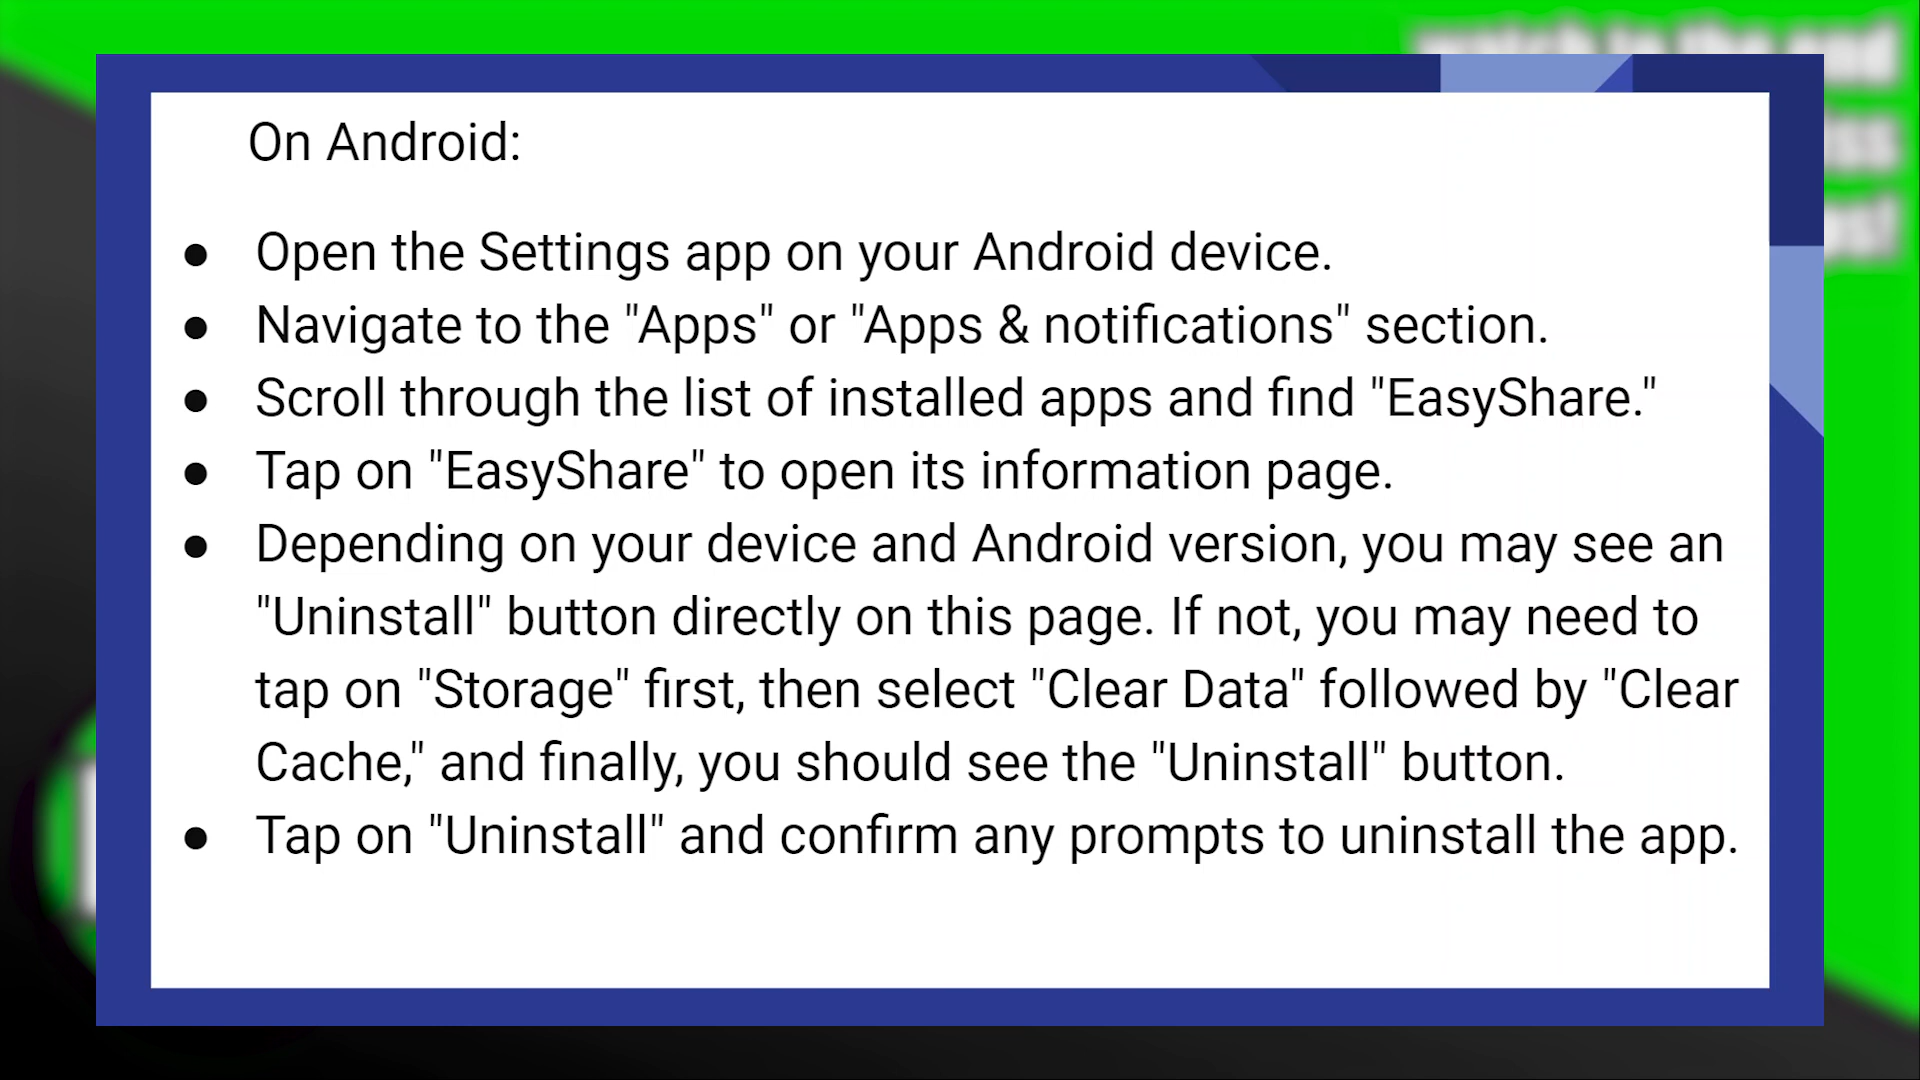 On Android:
● Open the Settings app on your Android device.
● Navigate to the "Apps" or "Apps & notifications" section.
● Scroll through the list of installed apps and find "EasyShare."
● Tap on "EasyShare" to open its information page.
● Depending on your device and Android version, you may see an
"Uninstall" button directly on this page. If not, you may need to
tap on "Storage" first, then select "Clear Data" followed by "Clear
Cache," and finally, you should see the "Uninstall" button.
● Tap on "Uninstall" and confirm any prompts to uninstall the app.